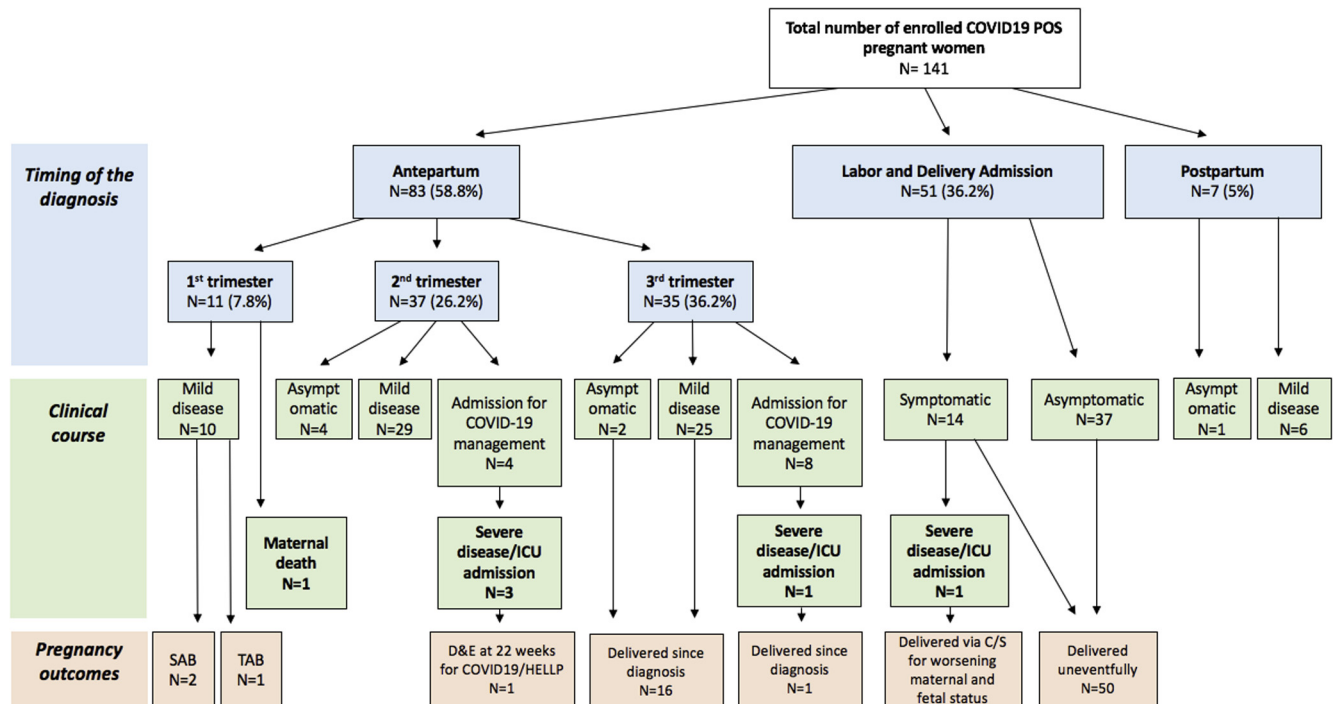 Total number of enrolled COVID19 POS
pregnant women
N= 141
Timing of the
diagnosis
Antepartum
N=83 (58.8%)
Labor and Delivery Admission
N=51 (36.2%)
Postpartum
N=7 (5%)
1st trimester
N=11 (7.8%)
2nd trimester
N=37 (26.2%)
3rd trimester
N=35 (36.2%)
Clinical
course
Mild
disease
N=10
Asympt
omatic
N=4
Mild
disease
N=29
Admission for
COVID-19
management
N=4
Asympt
omatic
N=2
Mild
disease
N=25
Admission for
COVID-19
management
N=8
Symptomatic
N=14
Asymptomatic
N=37
Asympt
omatic
N=1
Mild
disease
N=6
Maternal
death
N=1
Severe
disease/ICU
admission
N=3
Severe
disease/ICU
admission
N=1
Severe
disease/ICU
admission
N=1
Pregnancy
outcomes
SAB
N=2
TAB
N=1
D&E at 22 weeks
for COVID19/HELLP
N=1
Delivered since
diagnosis
N=16
Delivered since
diagnosis
N=1
Delivered via C/S
for worsening
maternal and
fetal status
Delivered
uneventfully
N=50